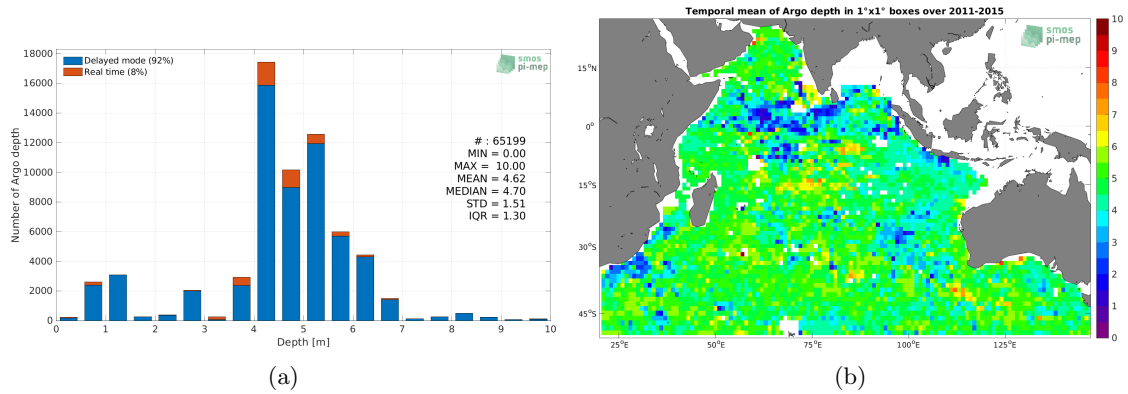 Temporal mean of Argo depth in 1°x1° boxes over 2011-2015
Delayed mode (92%)
Real time (8%)
smos
pi-mep
# : 65199
MIN = 0.00
MAX = 10.00
MEAN = 4.62
MEDIAN = 4.70
STD = 1.51
IQR = 1.30
Number of Argo depth
18000
16000
14000
12000
10000
8000
6000
4000
2000
0
0 1 2 3 4 5 6 7 8 9 10
Depth [m]
(a)
smos
pi-mep
15°N
0°
15°S
30°S
45°S
25°E 50°E 75°E 100°E 125°E
10
9
8
7
6
5
4
3
2
1
0
(b)